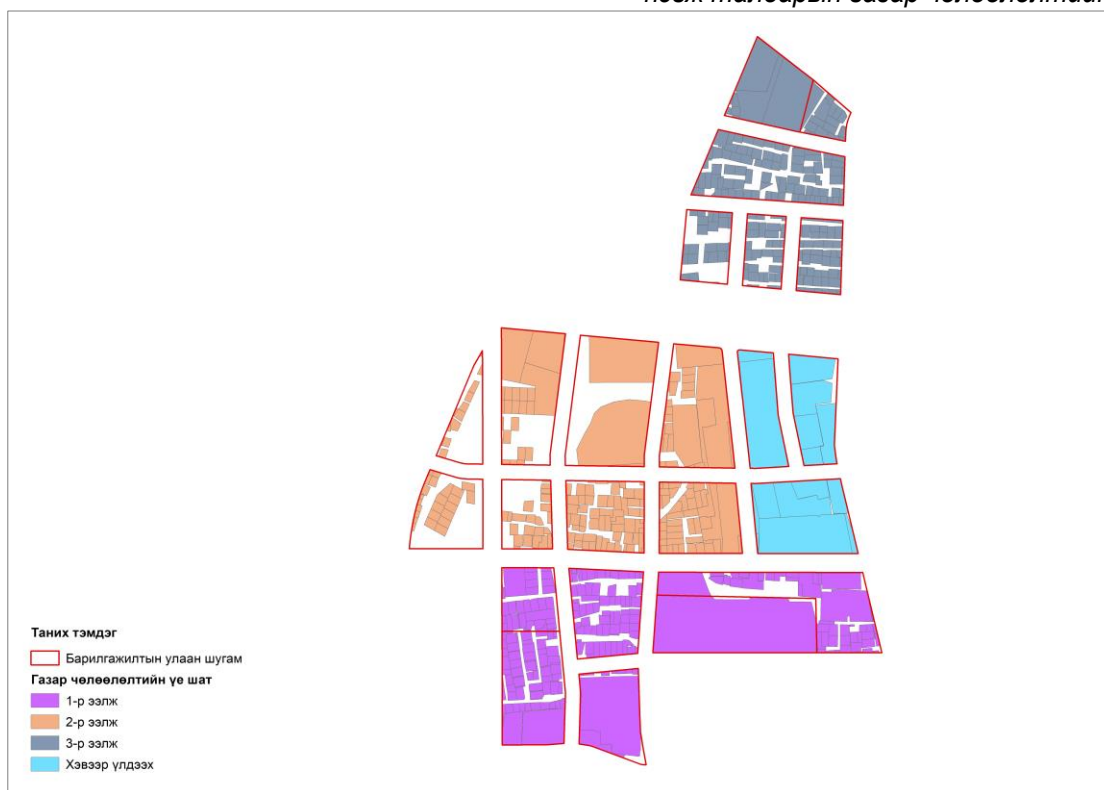 Таних тэмдэг
Барилгажилтын улаан шугам
Газар чөлөөлөлтийн үе шат
1-р ээлж
2-р ээлж
3-р ээлж
Хэвээр үлдээх